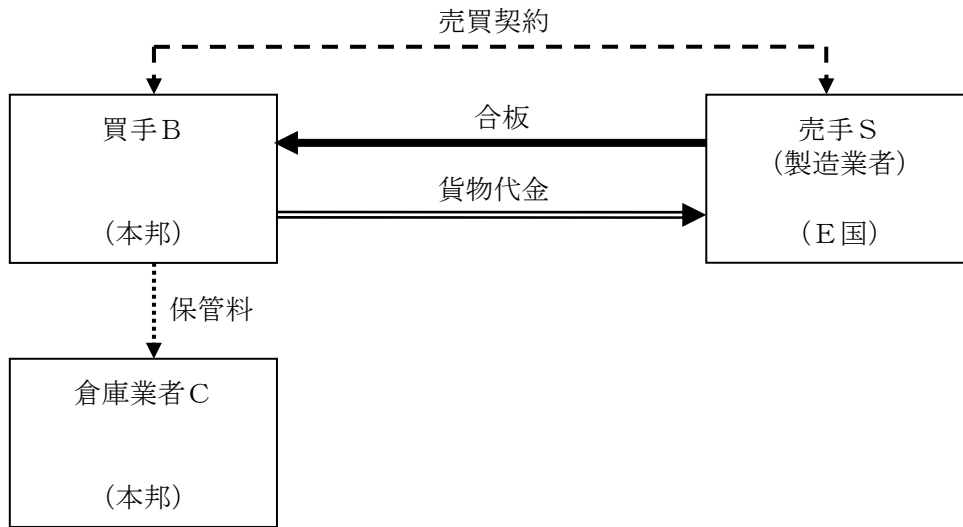 売買契約
買手Ｂ
（本邦）
合板
貨物代金
売手Ｓ
（製造業者）
（Ｅ国）
保管料
倉庫業者Ｃ
（本邦）